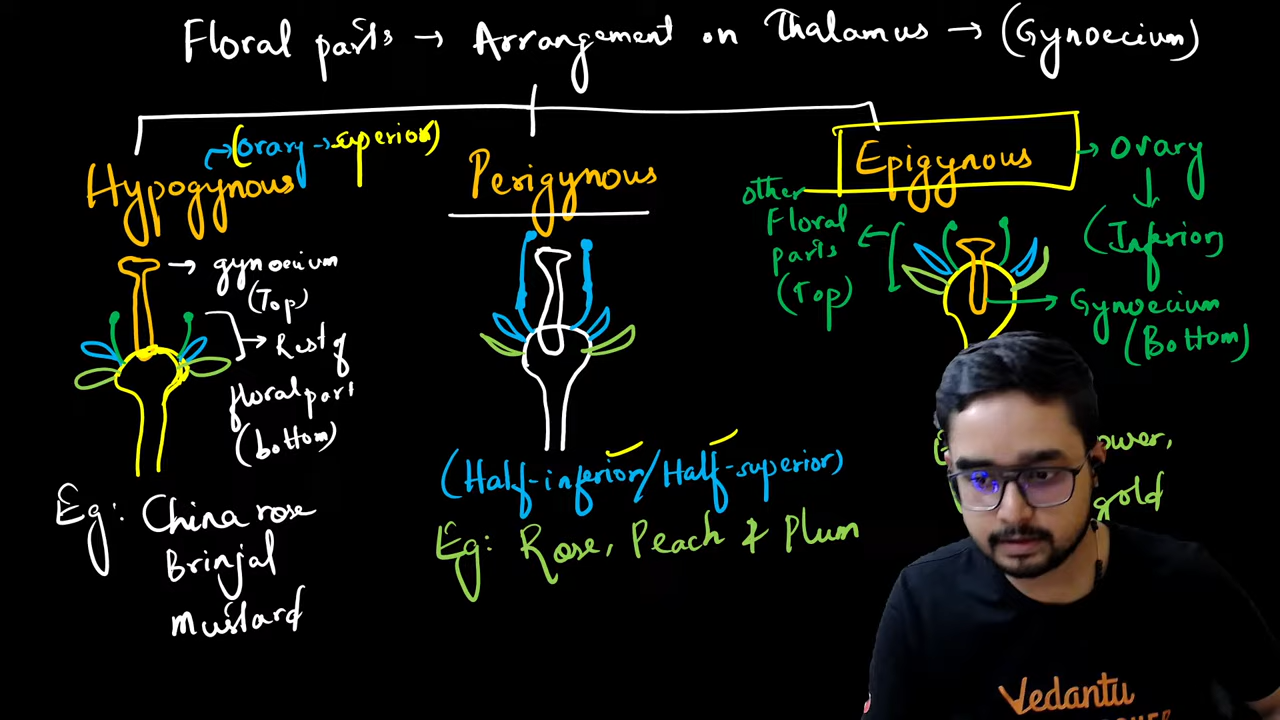 Floral parts → Arrangement on Thalamus → (Gynoecium)
Hypogynous
(Ovary → superior)
gynoecium
(Top)
Rest of
floral part
(bottom)
Eg: China rose
Brinjal
Mustard
Perigynous
(Half-inferior/Half-superior)
Eg: Rose, Peach & Plum
Epigynous
Ovary
(Inferior)
other
Floral
parts
(Top)
Gynoecium
(Bottom)
Vedantu